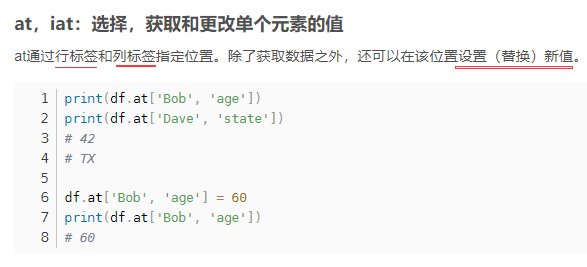 at，iat：选择，获取和更改单个元素的值
at通过行标签和列标签指定位置。除了获取数据之外，还可以在该位置设置（替换）新值。
1 print(df.at['Bob', 'age'])
2 print(df.at['Dave', 'state'])
3 # 42
4 # TX
5
6 df.at['Bob', 'age'] = 60
7 print(df.at['Bob', 'age'])
8 # 60